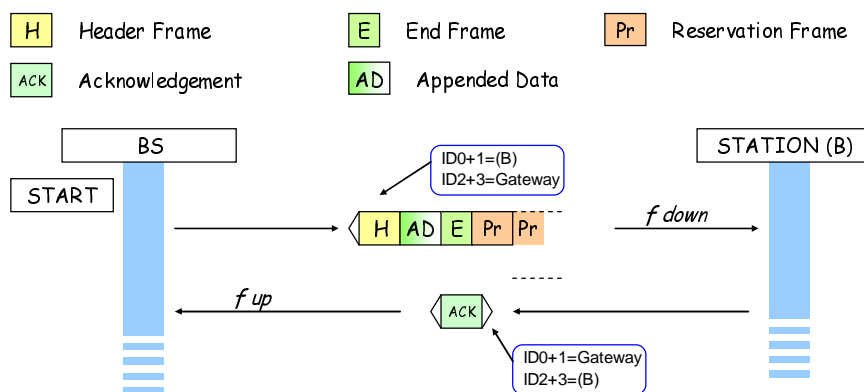 H Header Frame E End Frame Pr Reservation Frame
ACK Acknowledgement AD Appended Data
BS
STATION (B)
START
ID0+1=(B)
ID2+3=Gateway
H AD E Pr Pr
f down
f up
ACK
ID0+1=Gateway
ID2+3=(B)